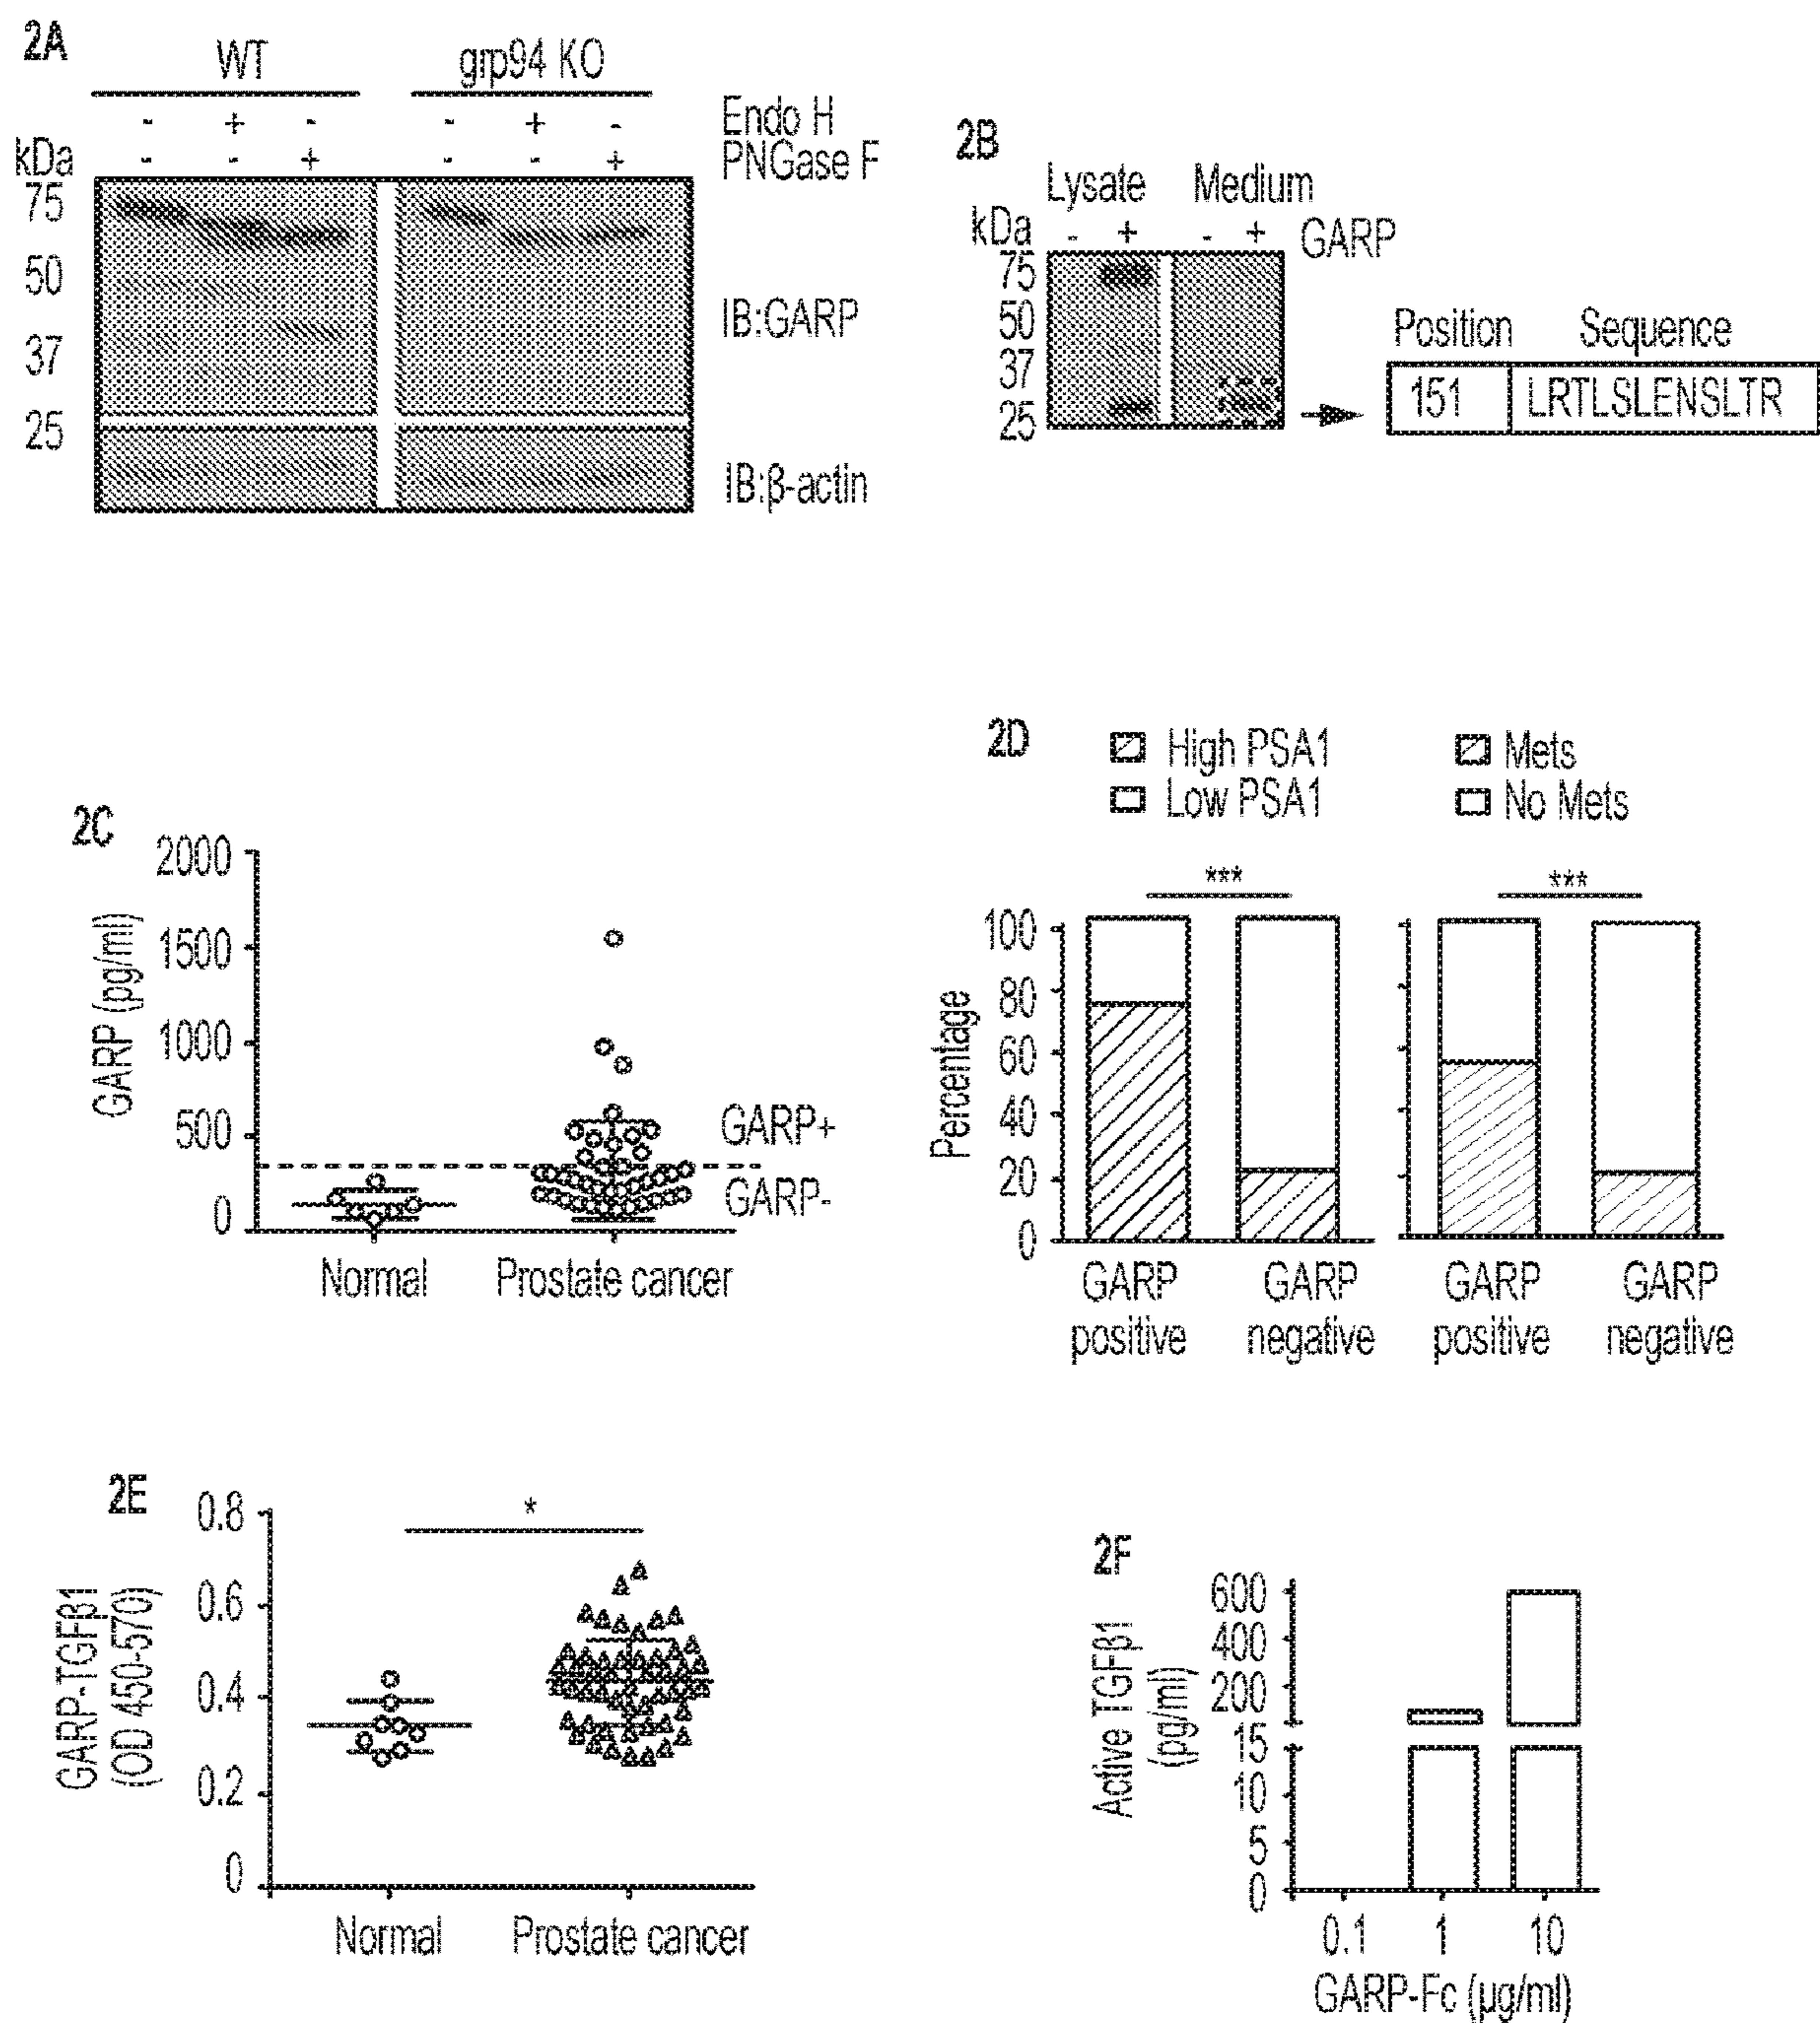 2A
WT grp94 KO
- + - - + - Endo H
kDa - - + - - + PNGase F
75
50
37
25
IB:GARP
IB:β-actin
2B
Lysate Medium
kDa - + - + GARP
75
50
37
25
Position Sequence
151 LRTLSLENSLTR
2C
GARP (pg/ml)
2000
1500
1000
500
0
GARP+
GARP-
Normal Prostate cancer
2D
High PSA1
Low PSA1
Mets
No Mets
*** ***
Percentage
100
80
60
40
20
0
GARP GARP GARP GARP
positive negative positive negative
2E
GARP-TGFβ1
(OD 450-570)
*
0.8
0.6
0.4
0.2
0
Normal Prostate cancer
2F
Active TGFβ1
(pg/ml)
600
400
200
15
10
5
0
0.1 1 10
GARP-Fc (µg/ml)